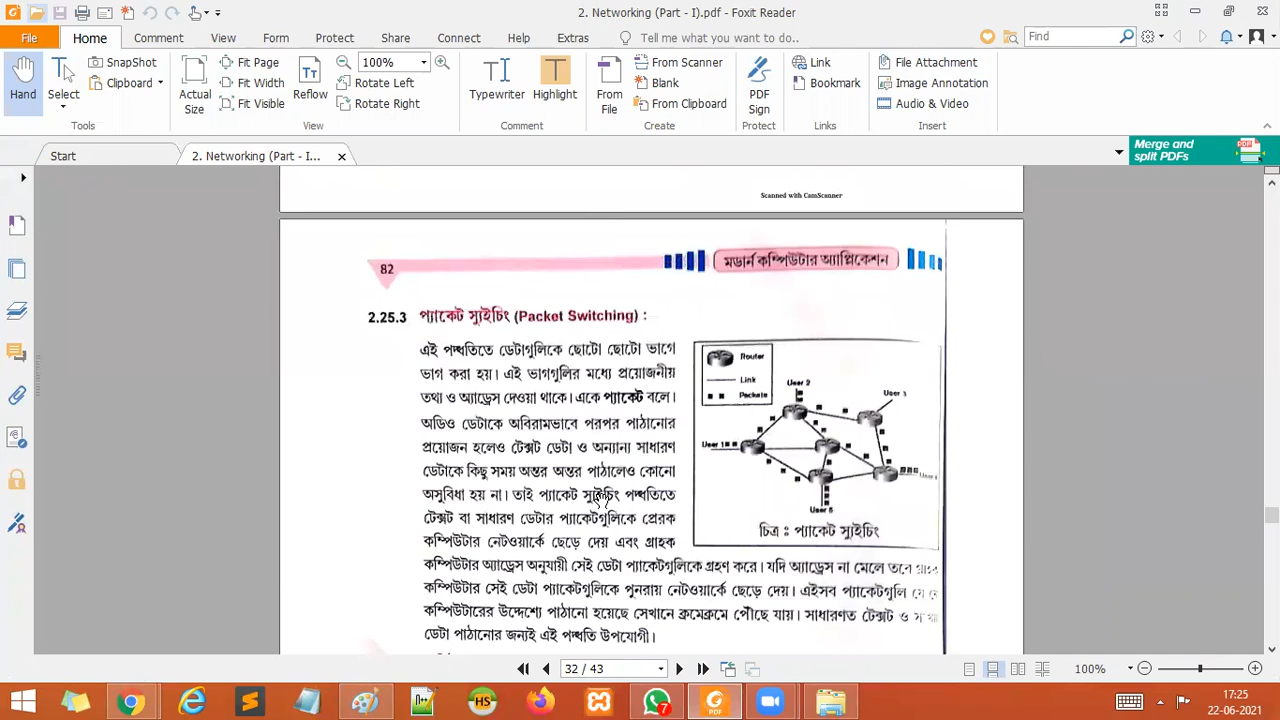 2. Networking (Part - I).pdf - Foxit Reader
File Home Comment View Form Protect Share Connect Help Extras Tell me what you want to do... Find
Hand
Select
SnapShot
Clipboard
Tools
Actual Size
Fit Page
Fit Width
Fit Visible
Reflow
100%
Rotate Left
Rotate Right
View
Typewriter
Highlight
Comment
From File
From Scanner
Blank
From Clipboard
Create
PDF Sign
Protect
Link
Bookmark
Links
File Attachment
Image Annotation
Audio & Video
Insert
Start
2. Networking (Part - I...
Merge and split PDFs
Scanned with CamScanner
82
মডার্ন কম্পিউটার অ্যাপ্লিকেশন
2.25.3 প্যাকেট স্যুইচিং (Packet Switching) :
এই পদ্ধতিতে ডেটাগুলিকে ছোটো ছোটো ভাগে
ভাগ করা হয়। এই ভাগগুলির মধ্যে প্রয়োজনীয়
তথ্য ও অ্যাড্রেস দেওয়া থাকে। একে প্যাকেট বলে।
অডিও ডেটাকে অবিরামভাবে পরপর পাঠানোর
প্রয়োজন হলেও টেক্সট ডেটা ও অন্যান্য সাধারণ
ডেটাকে কিছু সময় অন্তর অন্তর পাঠালেও কোনো
অসুবিধা হয় না। তাই প্যাকেট স্যুইচিং পদ্ধতিতে
টেক্সট বা সাধারণ ডেটার প্যাকেটগুলিকে প্রেরক
কম্পিউটার নেটওয়ার্কে ছেড়ে দেয় এবং গ্রাহক
কম্পিউটার অ্যাড্রেস অনুযায়ী সেই ডেটা প্যাকেটগুলিকে গ্রহণ করে। যদি অ্যাড্রেস না মেলে তবে
কম্পিউটার সেই ডেটা প্যাকেটগুলিকে পুনরায় নেটওয়ার্কে ছেড়ে দেয়। এইসব প্যাকেটগুলি যে
কম্পিউটারের উদ্দেশ্যে পাঠানো হয়েছে সেখানে ক্রমেক্রমে পৌঁছে যায়। সাধারণত টেক্সট ও
ডেটা পাঠানোর জন্যই এই পদ্ধতি উপযোগী।
Router
Link
Packets
User 2
User 3
User 1
User 5
চিত্র : প্যাকেট স্যুইচিং
32 / 43
100%
17:25
22-06-2021